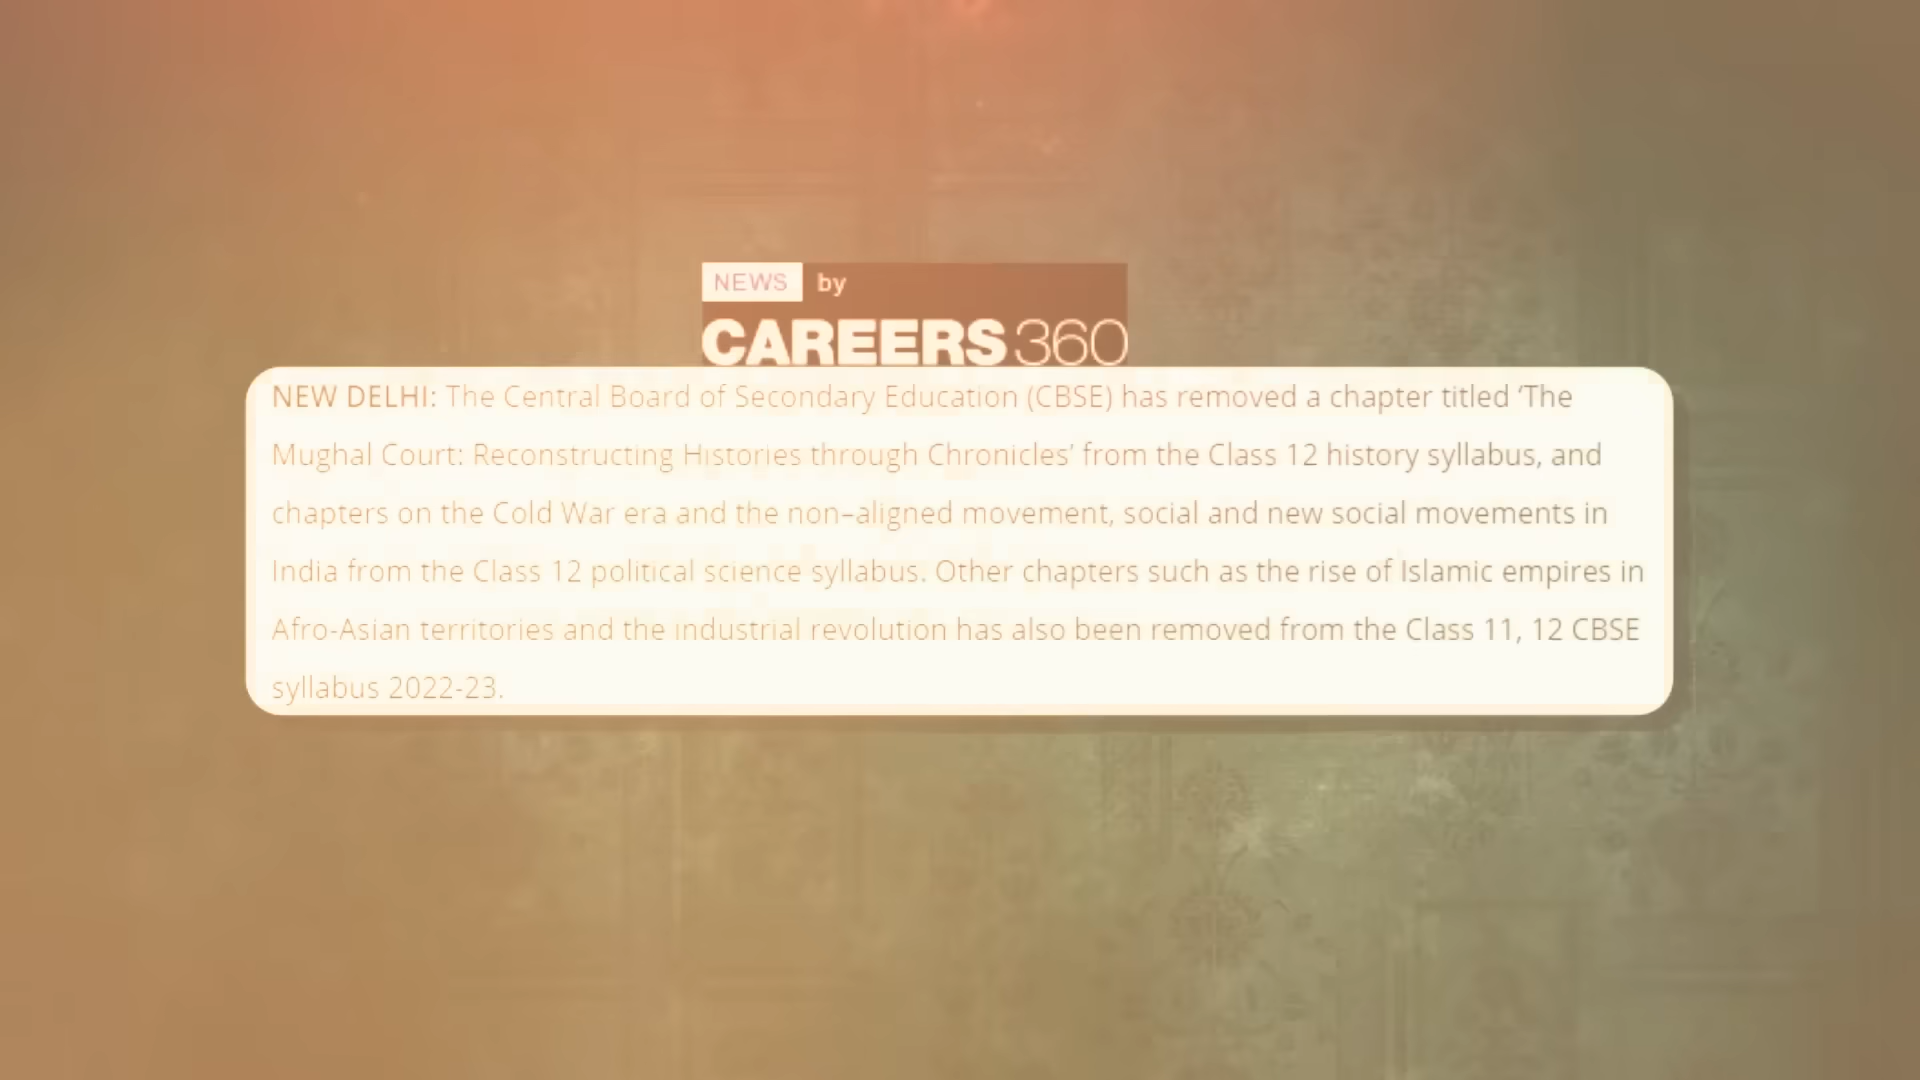 NEWS by
CAREERS360
NEW DELHI: The Central Board of Secondary Education (CBSE) has removed a chapter titled ‘The
Mughal Court: Reconstructing Histories through Chronicles’ from the Class 12 history syllabus, and
chapters on the Cold War era and the non–aligned movement, social and new social movements in
India from the Class 12 political science syllabus. Other chapters such as the rise of Islamic empires in
Afro-Asian territories and the industrial revolution has also been removed from the Class 11, 12 CBSE
syllabus 2022-23.